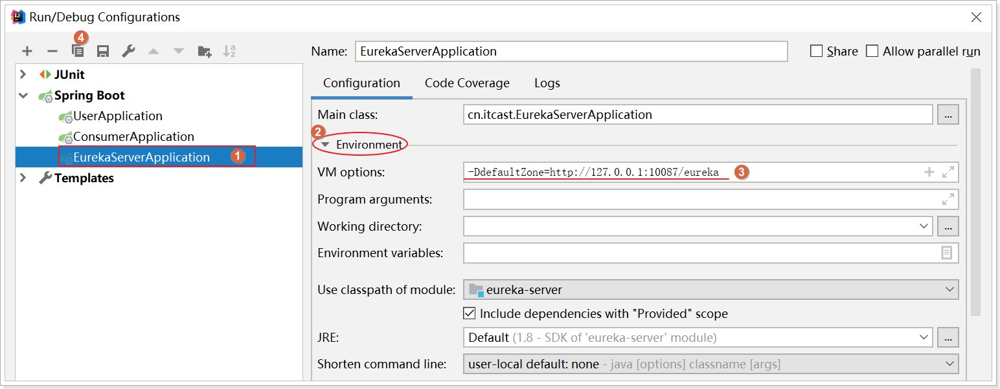 Run/Debug Configurations
4
Name: EurekaServerApplication Share Allow parallel run
JUnit
Spring Boot
UserApplication
ConsumerApplication
EurekaServerApplication 1
Templates
Configuration Code Coverage Logs
Main class: cn.itcast.EurekaServerApplication ...
2
Environment
VM options: -DdefaultZone=http://127.0.0.1:10087/eureka 3
Program arguments:
Working directory: ...
Environment variables:
Use classpath of module: eureka-server
Include dependencies with "Provided" scope
JRE: Default (1.8 - SDK of 'eureka-server' module) ...
Shorten command line: user-local default: none - java [options] classname [args]